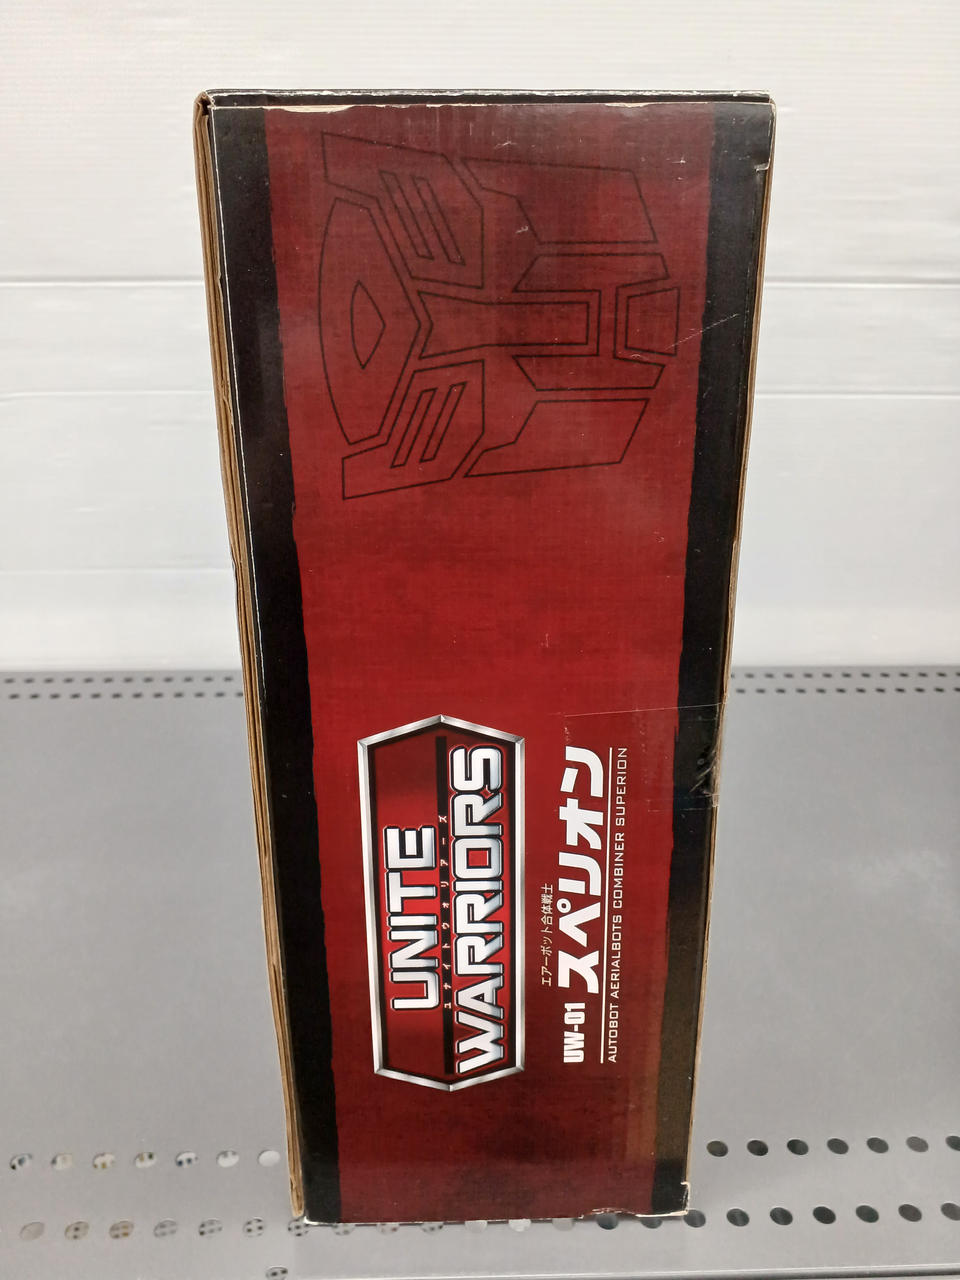 UNITE
ユナイトウォリアーズ
WARRIORS
エアーボット合体戦士
UW-01 スペリオン
AUTOBOT AERIALBOTS COMBINER SUPERION